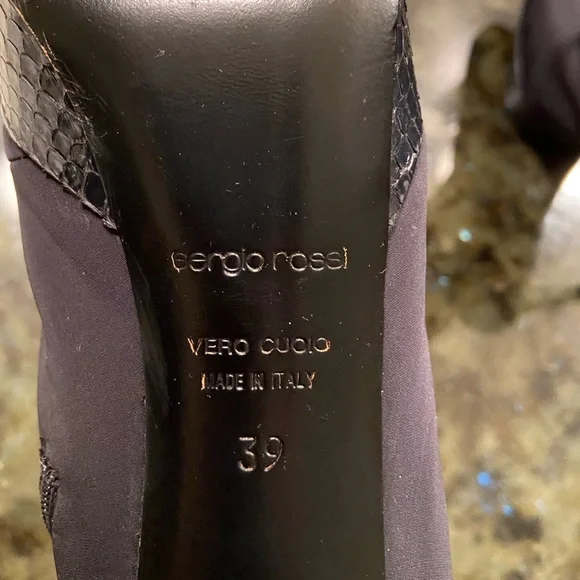 sergio rossi
VERO CUOIO
MADE IN ITALY
39